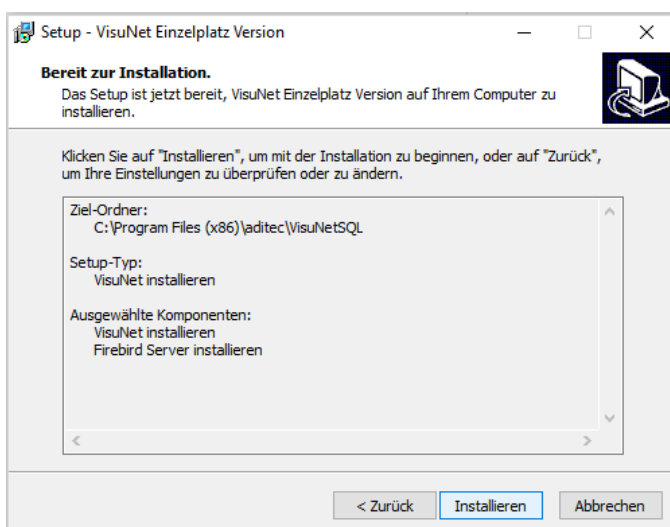 Setup - VisuNet Einzelplatz Version
Bereit zur Installation.
Das Setup ist jetzt bereit, VisuNet Einzelplatz Version auf Ihrem Computer zu
installieren.
Klicken Sie auf "Installieren", um mit der Installation zu beginnen, oder auf "Zurück",
um Ihre Einstellungen zu überprüfen oder zu ändern.
Ziel-Ordner:
C:\Program Files (x86)\aditec\VisuNetSQL
Setup-Typ:
VisuNet installieren
Ausgewählte Komponenten:
VisuNet installieren
Firebird Server installieren
< Zurück
Installieren
Abbrechen